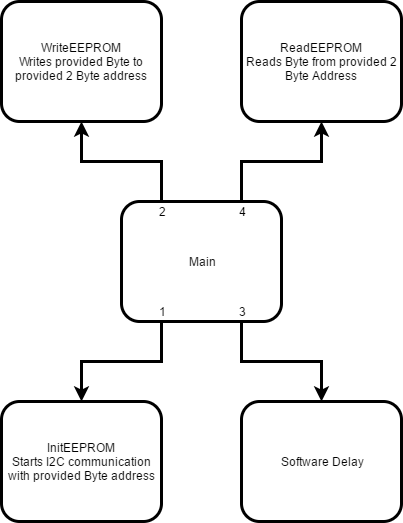 WriteEEPROM
Writes provided Byte to
provided 2 Byte address
ReadEEPROM
Reads Byte from provided 2
Byte Address
2
4
Main
1
3
InitEEPROM
Starts I2C communication
with provided Byte address
Software Delay